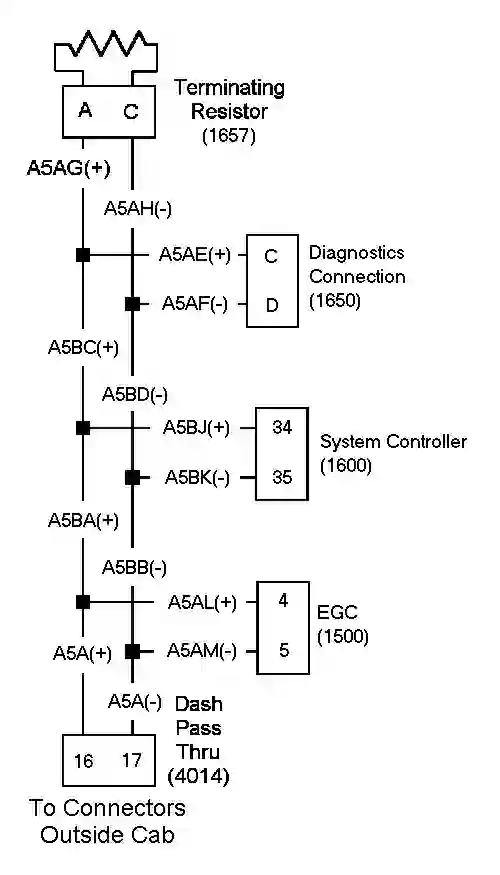 A C
Terminating
Resistor
(1657)
A5AG(+)
A5AH(-)
A5AE(+) C
Diagnostics
Connection
(1650)
A5AF(-) D
A5BC(+)
A5BD(-)
A5BJ(+) 34
System Controller
(1600)
A5BK(-) 35
A5BA(+)
A5BB(-)
A5AL(+) 4
EGC
(1500)
A5AM(-) 5
A5A(+)
A5A(-)
Dash
Pass
Thru
(4014)
16 17
To Connectors
Outside Cab